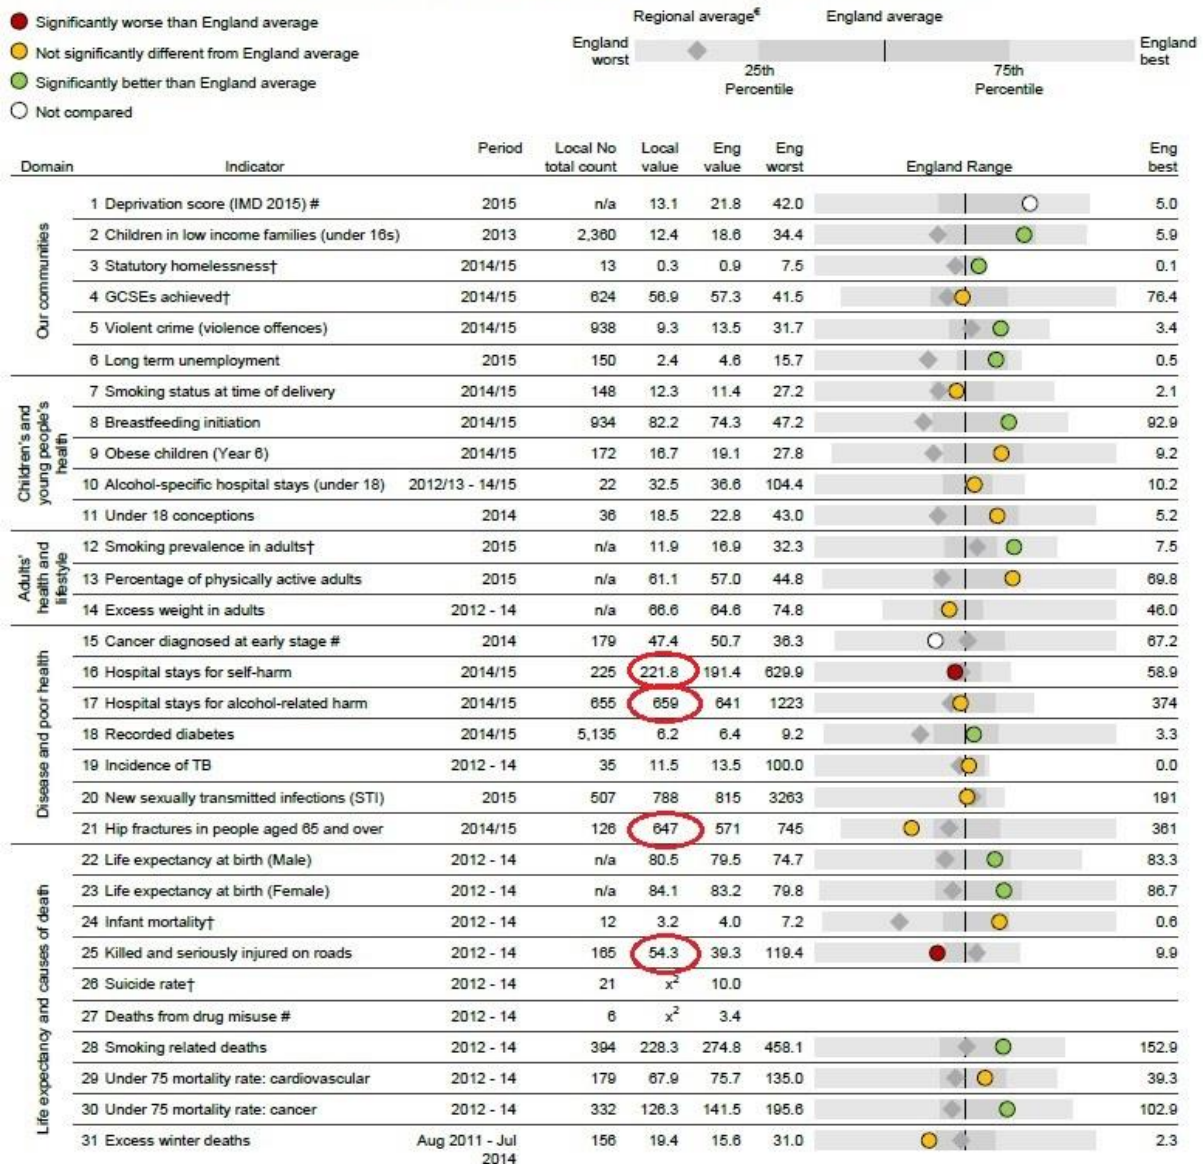 Significantly worse than England average
Not significantly different from England average
Significantly better than England average
Not compared
Regional average€ England average
England worst
England best
25th Percentile
75th Percentile
Domain Indicator Period Local No total count Local value Eng value Eng worst England Range Eng best
Our communities
1 Deprivation score (IMD 2015) # 2015 n/a 13.1 21.8 42.0 5.0
2 Children in low income families (under 16s) 2013 2,360 12.4 18.6 34.4 5.9
3 Statutory homelessness† 2014/15 13 0.3 0.9 7.5 0.1
4 GCSEs achieved† 2014/15 624 56.9 57.3 41.5 76.4
5 Violent crime (violence offences) 2014/15 938 9.3 13.5 31.7 3.4
6 Long term unemployment 2015 150 2.4 4.6 15.7 0.5
Children's and young people's health
7 Smoking status at time of delivery 2014/15 148 12.3 11.4 27.2 2.1
8 Breastfeeding initiation 2014/15 934 82.2 74.3 47.2 92.9
9 Obese children (Year 6) 2014/15 172 16.7 19.1 27.8 9.2
10 Alcohol-specific hospital stays (under 18) 2012/13 - 14/15 22 32.5 36.6 104.4 10.2
11 Under 18 conceptions 2014 36 18.5 22.8 43.0 5.2
Adults' health and lifestyle
12 Smoking prevalence in adults† 2015 n/a 11.9 16.9 32.3 7.5
13 Percentage of physically active adults 2015 n/a 61.1 57.0 44.8 69.8
14 Excess weight in adults 2012 - 14 n/a 66.6 64.6 74.8 46.0
Disease and poor health
15 Cancer diagnosed at early stage # 2014 179 47.4 50.7 36.3 67.2
16 Hospital stays for self-harm 2014/15 225 221.8 191.4 629.9 58.9
17 Hospital stays for alcohol-related harm 2014/15 655 659 641 1223 374
18 Recorded diabetes 2014/15 5,135 6.2 6.4 9.2 3.3
19 Incidence of TB 2012 - 14 35 11.5 13.5 100.0 0.0
20 New sexually transmitted infections (STI) 2015 507 788 815 3263 191
21 Hip fractures in people aged 65 and over 2014/15 126 647 571 745 361
Life expectancy and causes of death
22 Life expectancy at birth (Male) 2012 - 14 n/a 80.5 79.5 74.7 83.3
23 Life expectancy at birth (Female) 2012 - 14 n/a 84.1 83.2 79.8 86.7
24 Infant mortality† 2012 - 14 12 3.2 4.0 7.2 0.6
25 Killed and seriously injured on roads 2012 - 14 165 54.3 39.3 119.4 9.9
26 Suicide rate† 2012 - 14 21 x² 10.0
27 Deaths from drug misuse # 2012 - 14 6 x² 3.4
28 Smoking related deaths 2012 - 14 394 228.3 274.8 458.1 152.9
29 Under 75 mortality rate: cardiovascular 2012 - 14 179 67.9 75.7 135.0 39.3
30 Under 75 mortality rate: cancer 2012 - 14 332 126.3 141.5 195.6 102.9
31 Excess winter deaths Aug 2011 - Jul 2014 156 19.4 15.6 31.0 2.3